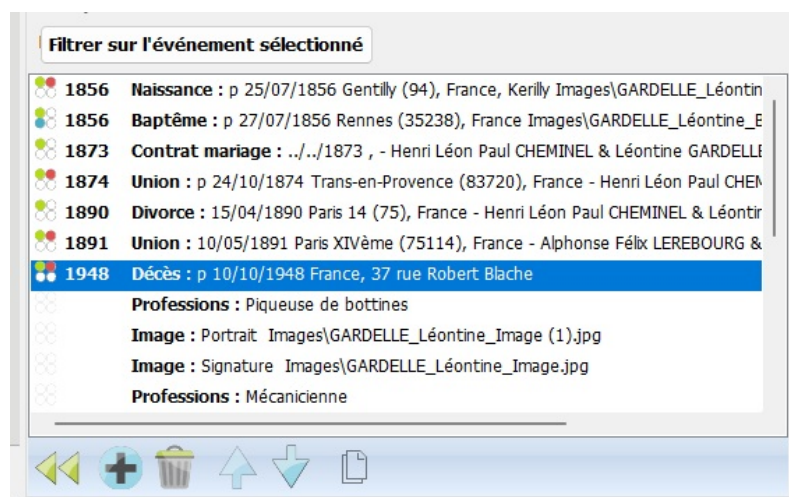 Filtrer sur l'événement sélectionné
1856 Naissance : p 25/07/1856 Gentilly (94), France, Kerilly Images\GARDELLE_Léontin
1856 Baptême : p 27/07/1856 Rennes (35238), France Images\GARDELLE_Léontine_B
1873 Contrat mariage : ../../1873 , - Henri Léon Paul CHEMINEL & Léontine GARDELLE
1874 Union : p 24/10/1874 Trans-en-Provence (83720), France - Henri Léon Paul CHEM
1890 Divorce : 15/04/1890 Paris 14 (75), France - Henri Léon Paul CHEMINEL & Léontin
1891 Union : 10/05/1891 Paris XIVème (75114), France - Alphonse Félix LEREBOURG &
1948 Décès : p 10/10/1948 France, 37 rue Robert Blache
Professions : Piqueuse de bottines
Image : Portrait Images\GARDELLE_Léontine_Image (1).jpg
Image : Signature Images\GARDELLE_Léontine_Image.jpg
Professions : Mécanicienne